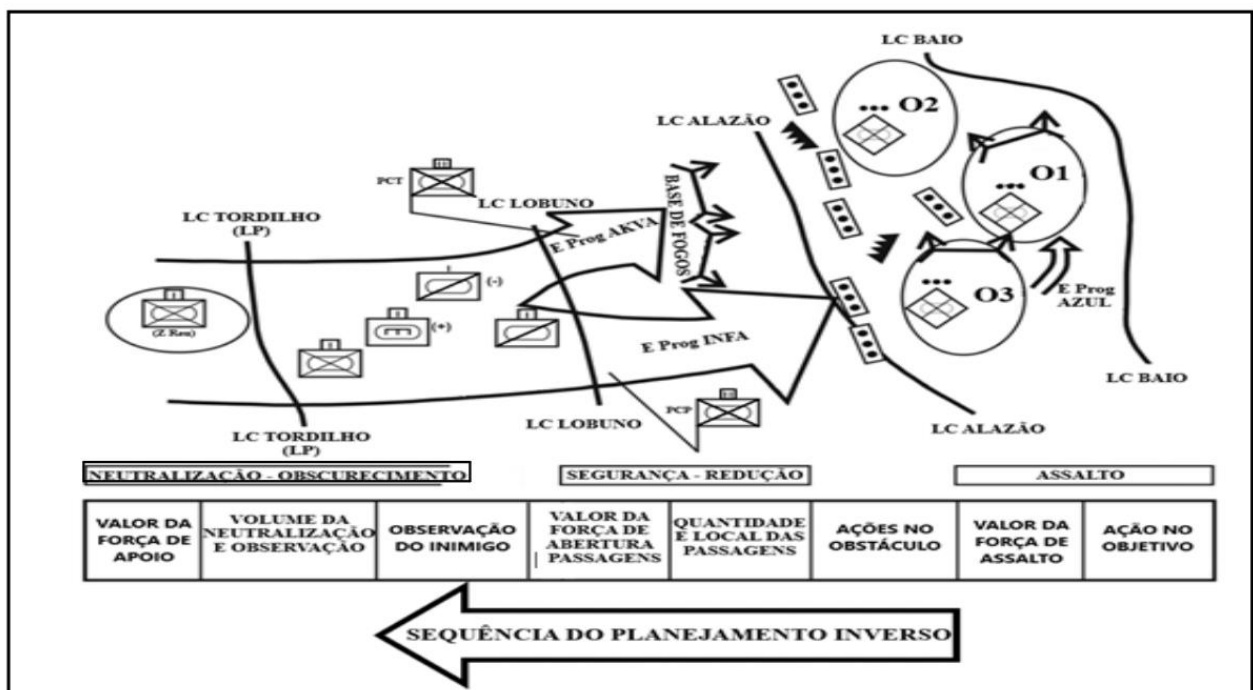 LC BAIO
O2
LC ALAZÃO
O1
PCT
LC LOBUNO
BASE DE FOGOS
LC TORDILHO
(LP)
E Prog AKVA
(-)
O3
E Prog
AZUL
(Z Reu)
(+)
E Prog INFA
LC BAIO
PCP
LC LOBUNO
LC ALAZÃO
LC TORDILHO
(LP)
NEUTRALIZAÇÃO - OBSCURECIMENTO
SEGURANÇA - REDUÇÃO
ASSALTO
VALOR DA
FORÇA DE
APOIO
VOLUME DA
NEUTRALIZAÇÃO
E OBSERVAÇÃO
OBSERVAÇÃO
DO INIMIGO
VALOR DA
FORÇA DE
ABERTURA
PASSAGENS
QUANTIDADE
E LOCAL DAS
PASSAGENS
AÇÕES NO
OBSTÁCULO
VALOR DA
FORÇA DE
ASSALTO
AÇÃO NO
OBJETIVO
SEQUÊNCIA DO PLANEJAMENTO INVERSO